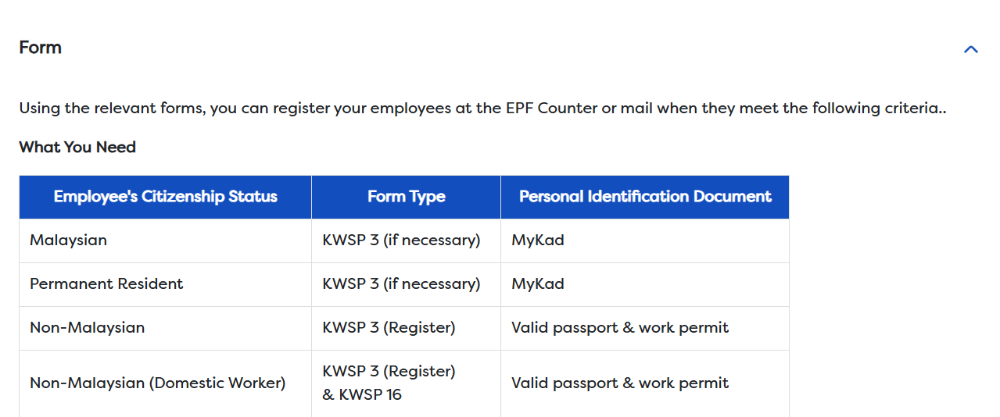 Form
Using the relevant forms, you can register your employees at the EPF Counter or mail when they meet the following criteria..
What You Need
Employee's Citizenship Status Form Type Personal Identification Document
Malaysian KWSP 3 (if necessary) MyKad
Permanent Resident KWSP 3 (if necessary) MyKad
Non-Malaysian KWSP 3 (Register) Valid passport & work permit
Non-Malaysian (Domestic Worker) KWSP 3 (Register)
& KWSP 16 Valid passport & work permit